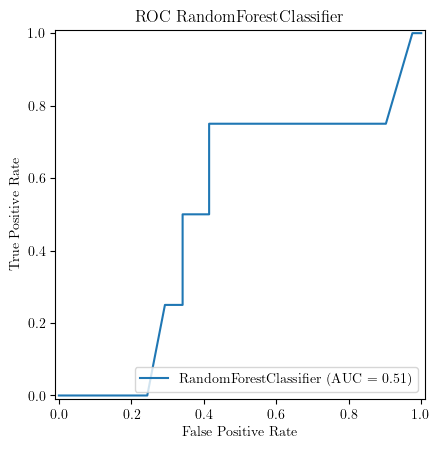 ROC RandomForestClassifier
1.0
0.8
0.6
0.4
0.2
0.0
True Positive Rate
RandomForestClassifier (AUC = 0.51)
0.0 0.2 0.4 0.6 0.8 1.0
False Positive Rate